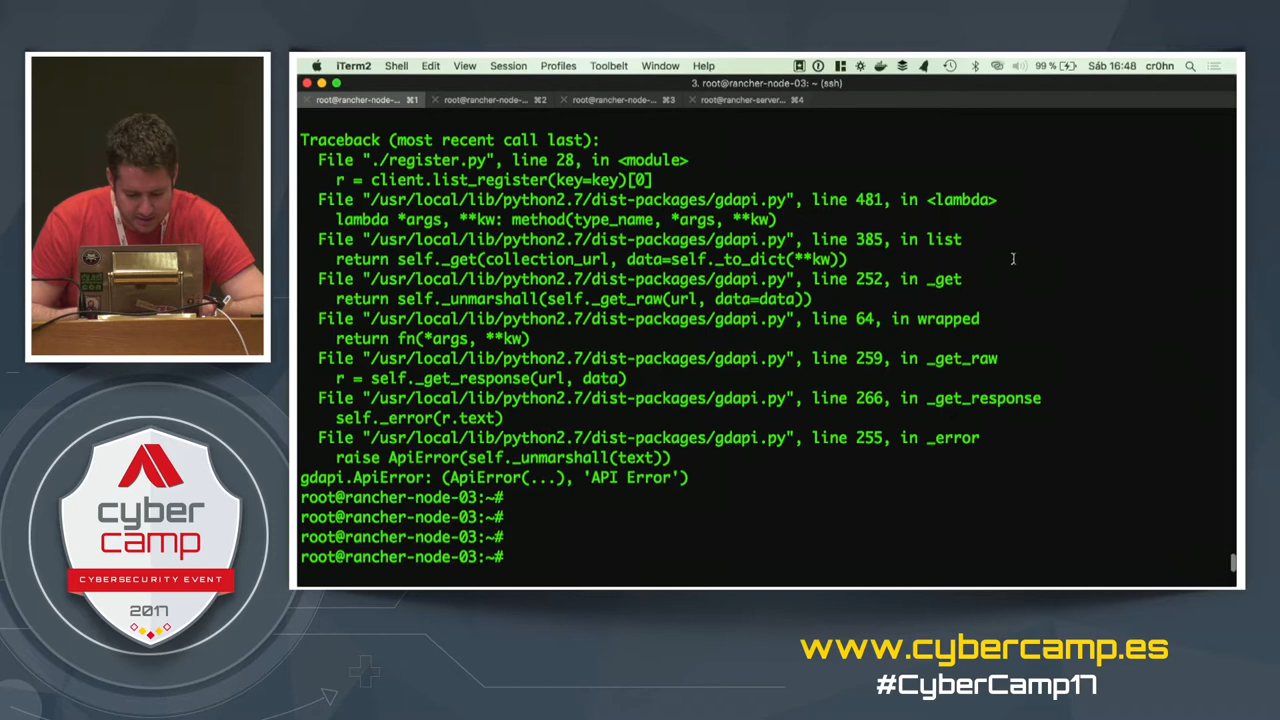 iTerm2 Shell Edit View Session Profiles Toolbelt Window Help 99 % Sáb 16:48 cr0hn
3. root@rancher-node-03: ~ (ssh)
root@rancher-node-... ⌘1 root@rancher-node-... ⌘2 root@rancher-node-... ⌘3 root@rancher-server... ⌘4
Traceback (most recent call last):
File "./register.py", line 28, in <module>
r = client.list_register(key=key)[0]
File "/usr/local/lib/python2.7/dist-packages/gdapi.py", line 481, in <lambda>
lambda *args, **kw: method(type_name, *args, **kw)
File "/usr/local/lib/python2.7/dist-packages/gdapi.py", line 385, in list
return self._get(collection_url, data=self._to_dict(**kw))
File "/usr/local/lib/python2.7/dist-packages/gdapi.py", line 252, in _get
return self._unmarshall(self._get_raw(url, data=data))
File "/usr/local/lib/python2.7/dist-packages/gdapi.py", line 64, in wrapped
return fn(*args, **kw)
File "/usr/local/lib/python2.7/dist-packages/gdapi.py", line 259, in _get_raw
r = self._get_response(url, data)
File "/usr/local/lib/python2.7/dist-packages/gdapi.py", line 266, in _get_response
self._error(r.text)
File "/usr/local/lib/python2.7/dist-packages/gdapi.py", line 255, in _error
raise ApiError(self._unmarshall(text))
gdapi.ApiError: (ApiError(...), 'API Error')
root@rancher-node-03:~#
root@rancher-node-03:~#
root@rancher-node-03:~#
root@rancher-node-03:~#
cyber
camp
CYBERSECURITY EVENT
2017
www.cybercamp.es
#CyberCamp17